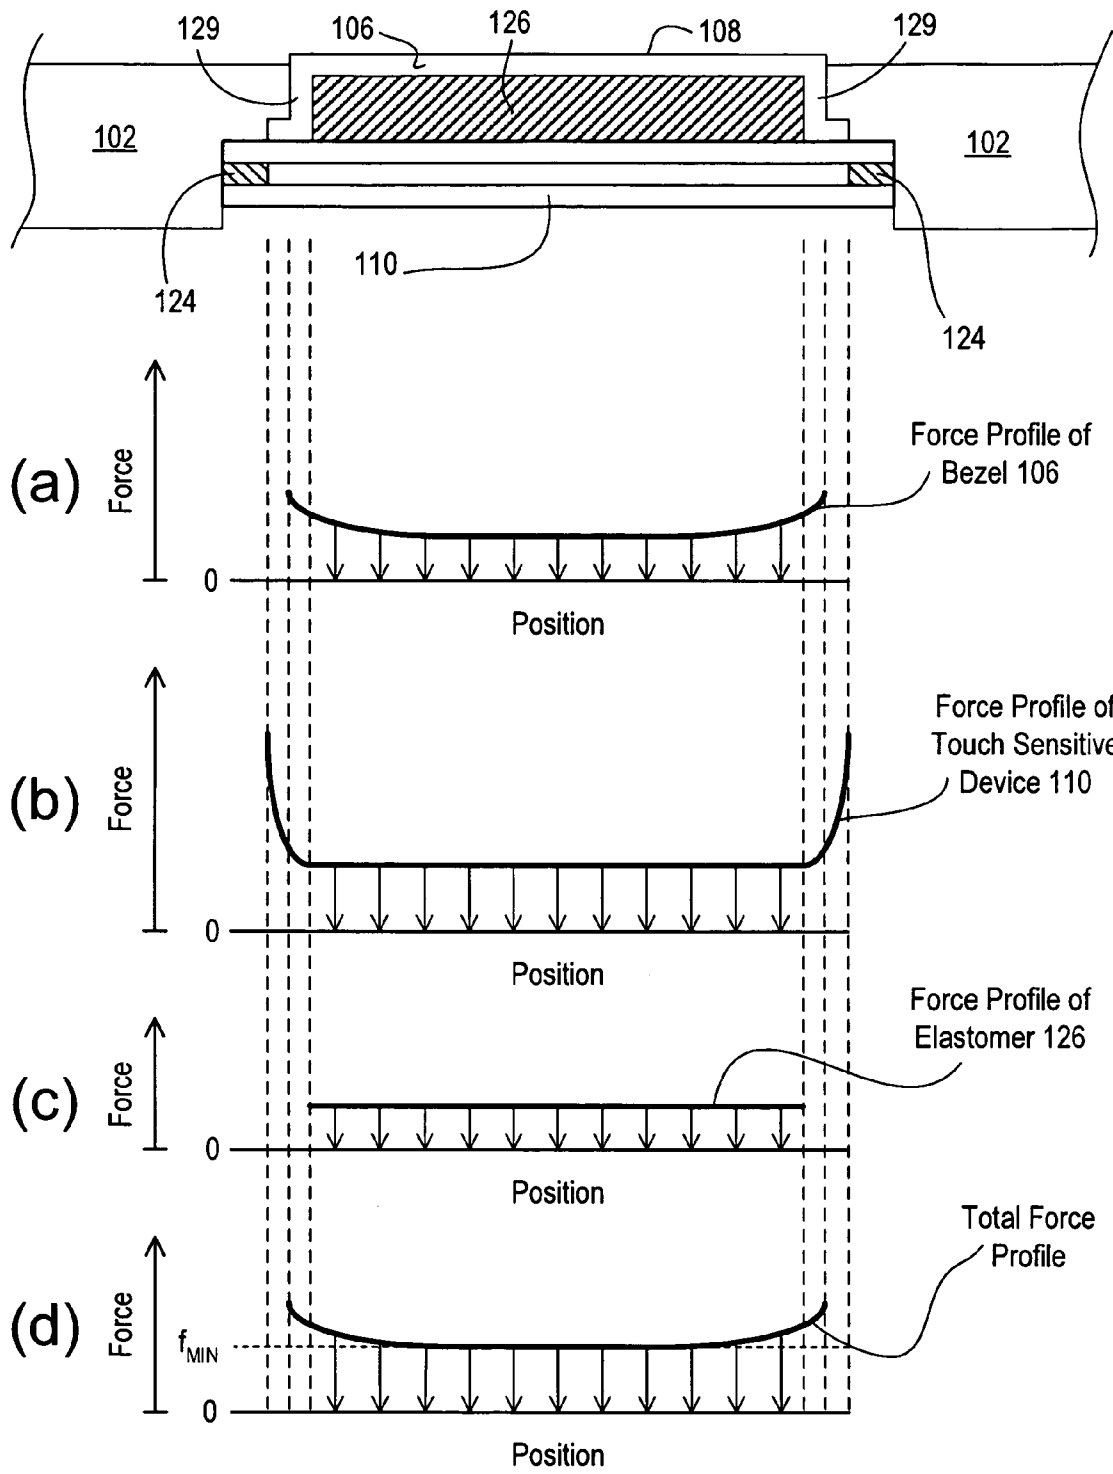 129
106
126
108
129
102
102
124
110
124
(a)
Force
0
Force Profile of
Bezel 106
Position
(b)
Force
0
Force Profile of
Touch Sensitive
Device 110
Position
(c)
Force
0
Force Profile of
Elastomer 126
Position
(d)
Force
fMIN
0
Total Force
Profile
Position